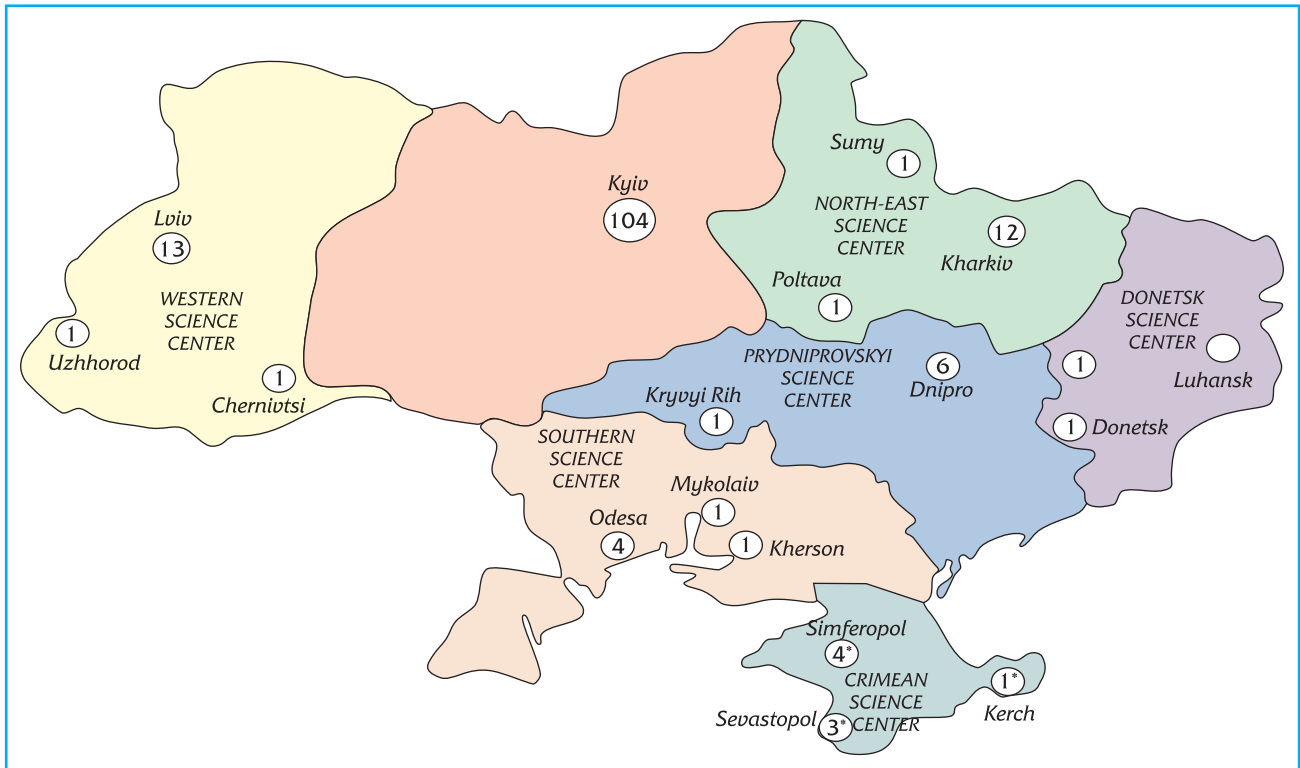 Sumy
1
Kyiv
104
NORTH-EAST
SCIENCE
CENTER
12
Kharkiv
Lviv
13
Poltava
1
WESTERN
SCIENCE
CENTER
1
Uzhhorod
1
Chernivtsi
DONETSK
SCIENCE
CENTER
Luhansk
1
1
Donetsk
PRYDNIPROVSKYI
SCIENCE
CENTER
6
Dnipro
Kryvyi Rih
1
SOUTHERN
SCIENCE
CENTER
Mykolaiv
1
Odesa
4
1
Kherson
Simferopol
4*
CRIMEAN
SCIENCE
CENTER
1*
Kerch
Sevastopol
3*